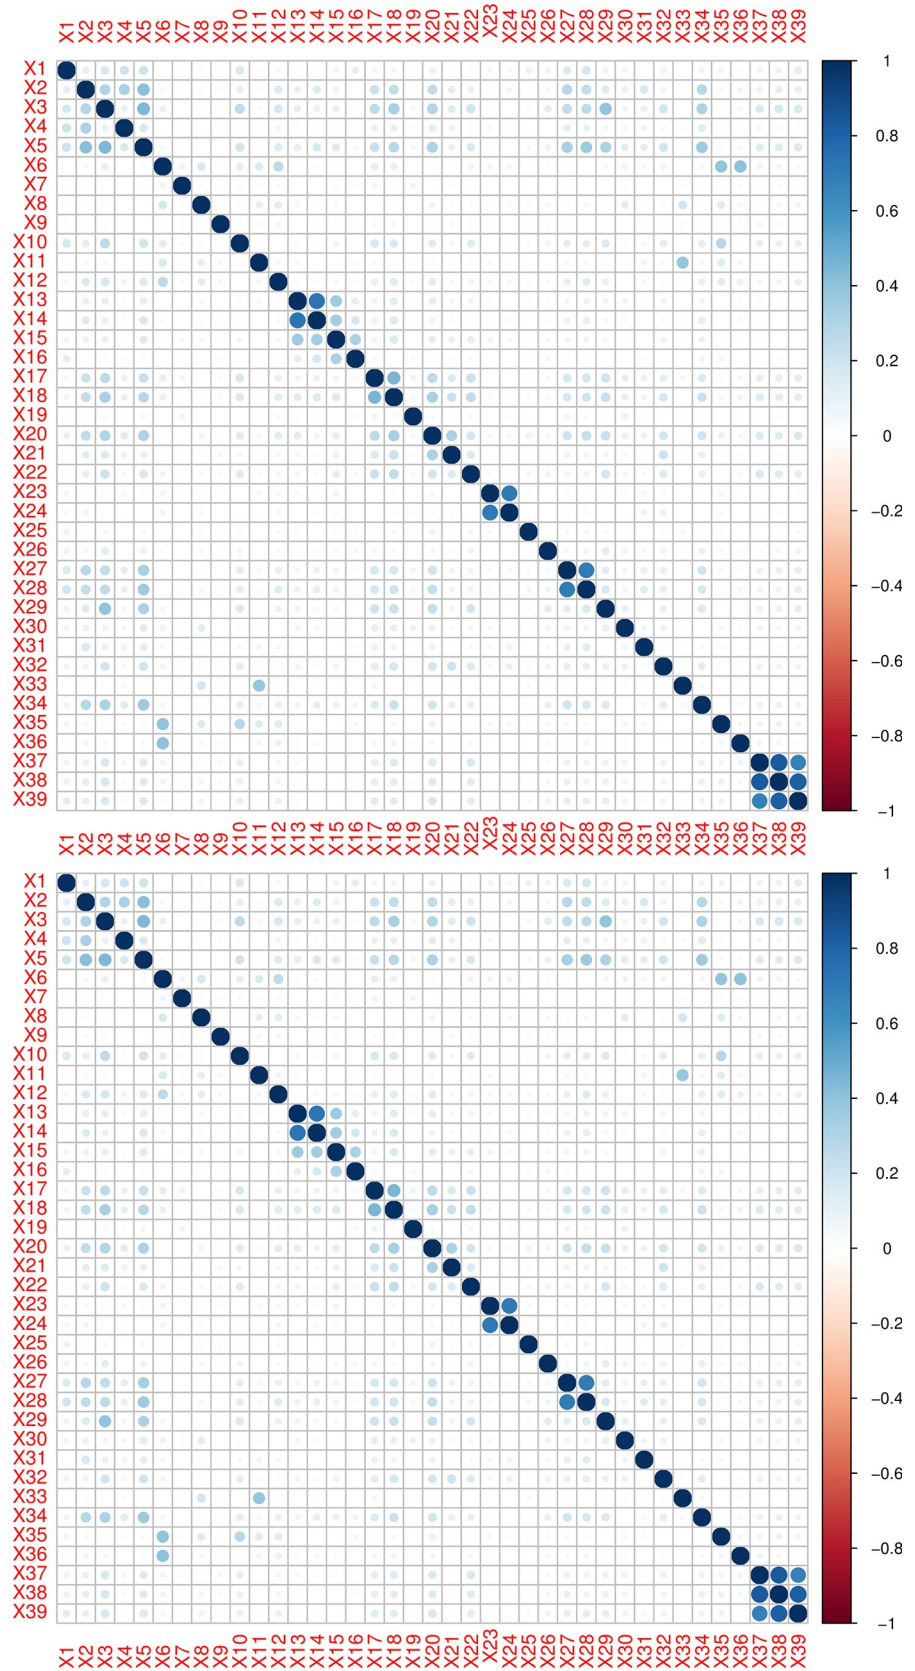 X1 X2 X3 X4 X5 X6 X7 X8 X9 X10 X11 X12 X13 X14 X15 X16 X17 X18 X19 X20 X21 X22 X23 X24 X25 X26 X27 X28 X29 X30 X31 X32 X33 X34 X35 X36 X37 X38 X39
X1
X2
X3
X4
X5
X6
X7
X8
X9
X10
X11
X12
X13
X14
X15
X16
X17
X18
X19
X20
X21
X22
X23
X24
X25
X26
X27
X28
X29
X30
X31
X32
X33
X34
X35
X36
X37
X38
X39
1
0.8
0.6
0.4
0.2
0
−0.2
−0.4
−0.6
−0.8
−1
X1 X2 X3 X4 X5 X6 X7 X8 X9 X10 X11 X12 X13 X14 X15 X16 X17 X18 X19 X20 X21 X22 X23 X24 X25 X26 X27 X28 X29 X30 X31 X32 X33 X34 X35 X36 X37 X38 X39
X1
X2
X3
X4
X5
X6
X7
X8
X9
X10
X11
X12
X13
X14
X15
X16
X17
X18
X19
X20
X21
X22
X23
X24
X25
X26
X27
X28
X29
X30
X31
X32
X33
X34
X35
X36
X37
X38
X39
1
0.8
0.6
0.4
0.2
0
−0.2
−0.4
−0.6
−0.8
−1
X1 X2 X3 X4 X5 X6 X7 X8 X9 X10 X11 X12 X13 X14 X15 X16 X17 X18 X19 X20 X21 X22 X23 X24 X25 X26 X27 X28 X29 X30 X31 X32 X33 X34 X35 X36 X37 X38 X39